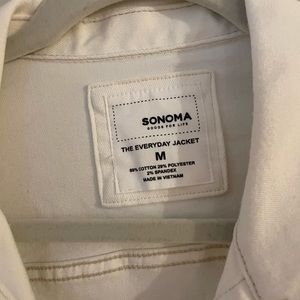 SONOMA
GOODS FOR LIFE
THE EVERYDAY JACKET
M
69% COTTON 29% POLYESTER
2% SPANDEX
MADE IN VIETNAM